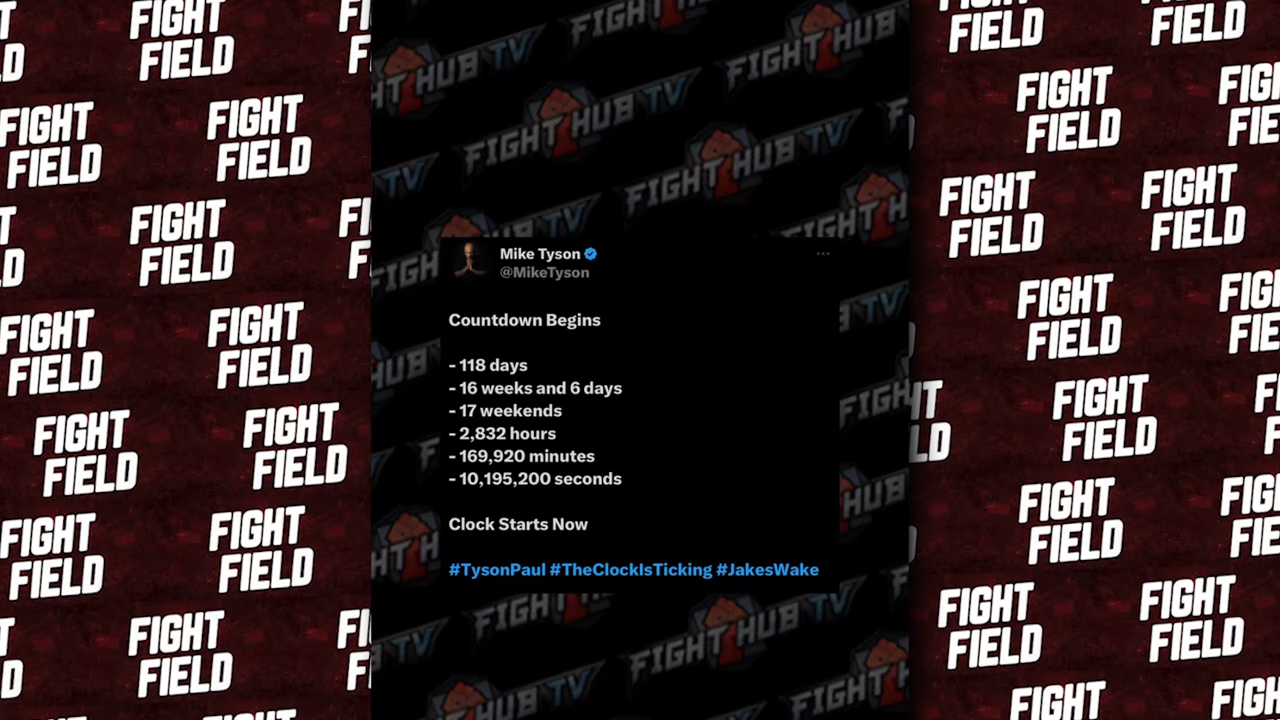 Mike Tyson
@MikeTyson
Countdown Begins
- 118 days
- 16 weeks and 6 days
- 17 weekends
- 2,832 hours
- 169,920 minutes
- 10,195,200 seconds
Clock Starts Now
#TysonPaul #TheClockIsTicking #JakesWake
FIGHT
FIELD
FIGHT HUB TV